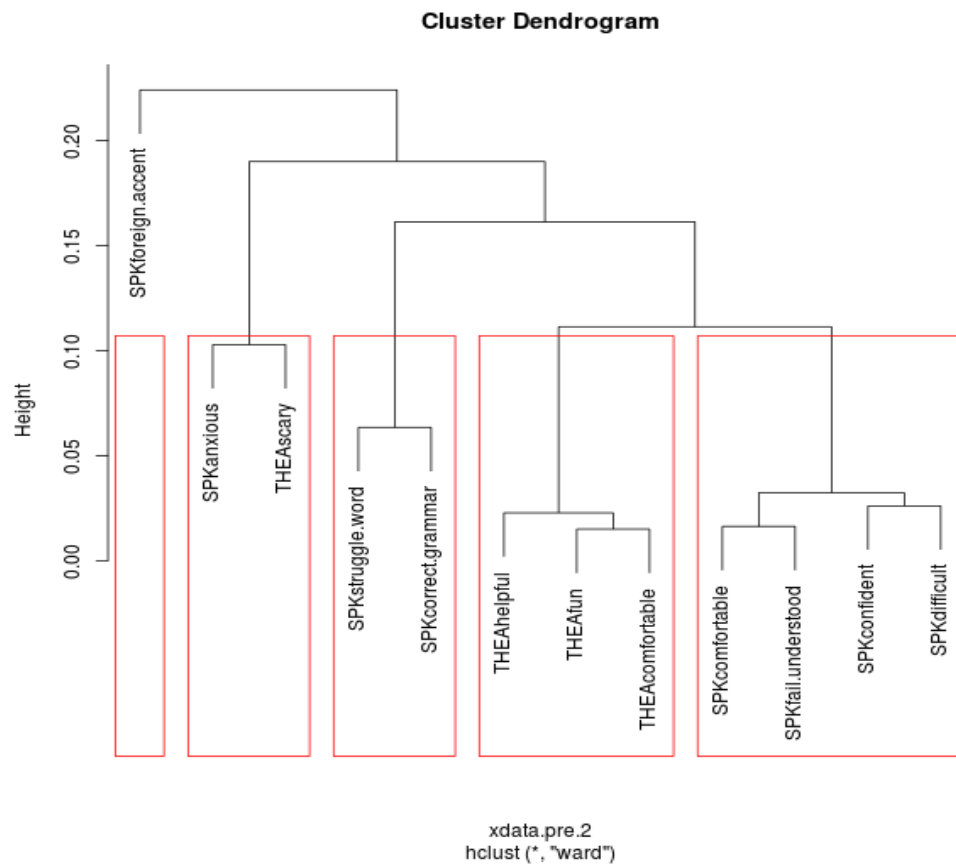 Cluster Dendrogram
Height
0.20
0.15
0.10
0.05
0.00
SPKforeign.accent
SPKanxious
THEAscary
SPKstruggle.word
SPKcorrect.grammar
THEAhelpful
THEAfun
THEAcomfortable
SPKcomfortable
SPKfail.understood
SPKconfident
SPKdifficult
xdata.pre.2
hclust (*, "ward")